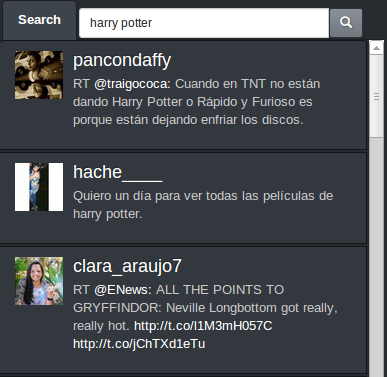 Search harry potter
pancondaffy
RT @traigococa: Cuando en TNT no están
dando Harry Potter o Rápido y Furioso es
porque están dejando enfriar los discos.
hache____
Quiero un día para ver todas las películas de
harry potter.
clara_araujo7
RT @ENews: ALL THE POINTS TO
GRYFFINDOR: Neville Longbottom got really,
really hot. http://t.co/I1M3mH057C
http://t.co/jChTXd1eTu